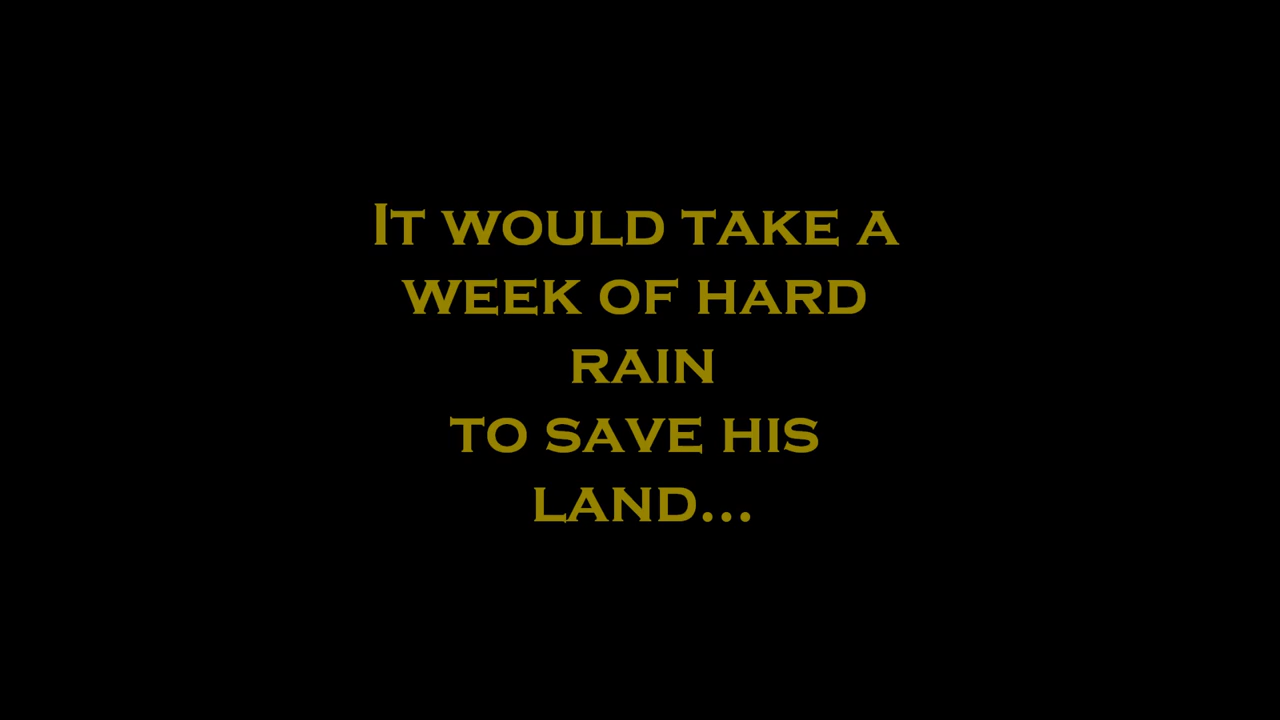 It would take a
week of hard
rain
to save his
land...